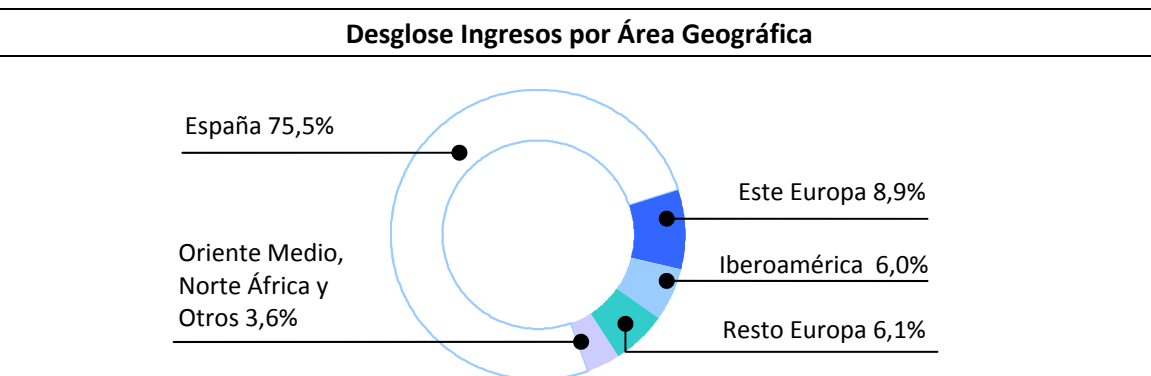 Desglose Ingresos por Área Geográfica
España 75,5%
Este Europa 8,9%
Oriente Medio,
Norte África y
Otros 3,6%
Iberoamérica  6,0%
Resto Europa 6,1%